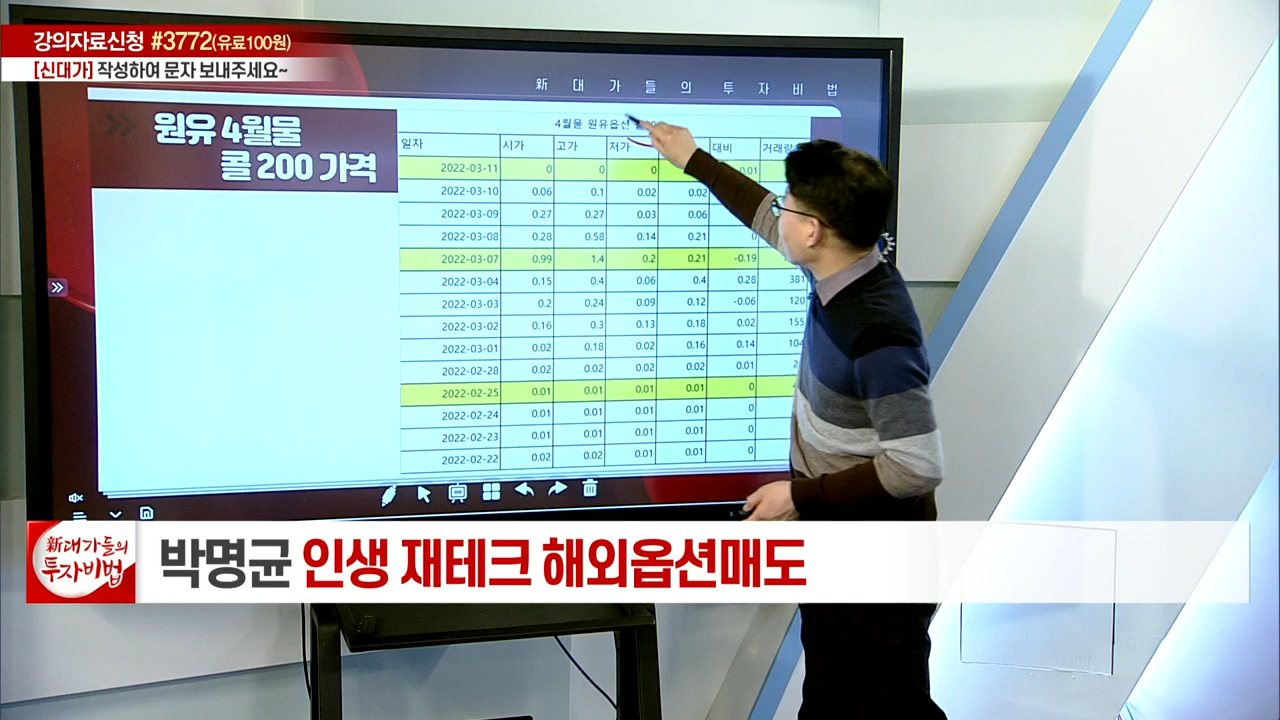 강의자료신청 #3772(유료100원)
[신대가] 작성하여 문자 보내주세요~
新 대 가 들 의 투 자 비 법
원유 4월물
콜 200 가격
4월물 원유옵션
일자 시가 고가 저가 대비 거래량
2022-03-11 0 0 0 0.01
2022-03-10 0.06 0.1 0.02 0.02
2022-03-09 0.27 0.27 0.03 0.06
2022-03-08 0.28 0.58 0.14 0.21 0
2022-03-07 0.99 1.4 0.2 0.21 -0.19
2022-03-04 0.15 0.4 0.06 0.4 0.28 381
2022-03-03 0.2 0.24 0.09 0.12 -0.06 120
2022-03-02 0.16 0.3 0.13 0.18 0.02 155
2022-03-01 0.02 0.18 0.02 0.16 0.14 104
2022-02-28 0.02 0.02 0.02 0.02 0.01 2
2022-02-25 0.01 0.01 0.01 0.01 0
2022-02-24 0.01 0.01 0.01 0.01 0
2022-02-23 0.01 0.01 0.01 0.01 0
2022-02-22 0.02 0.02 0.01 0.01 0
新대가들의
투자비법
박명균 인생 재테크 해외옵션매도